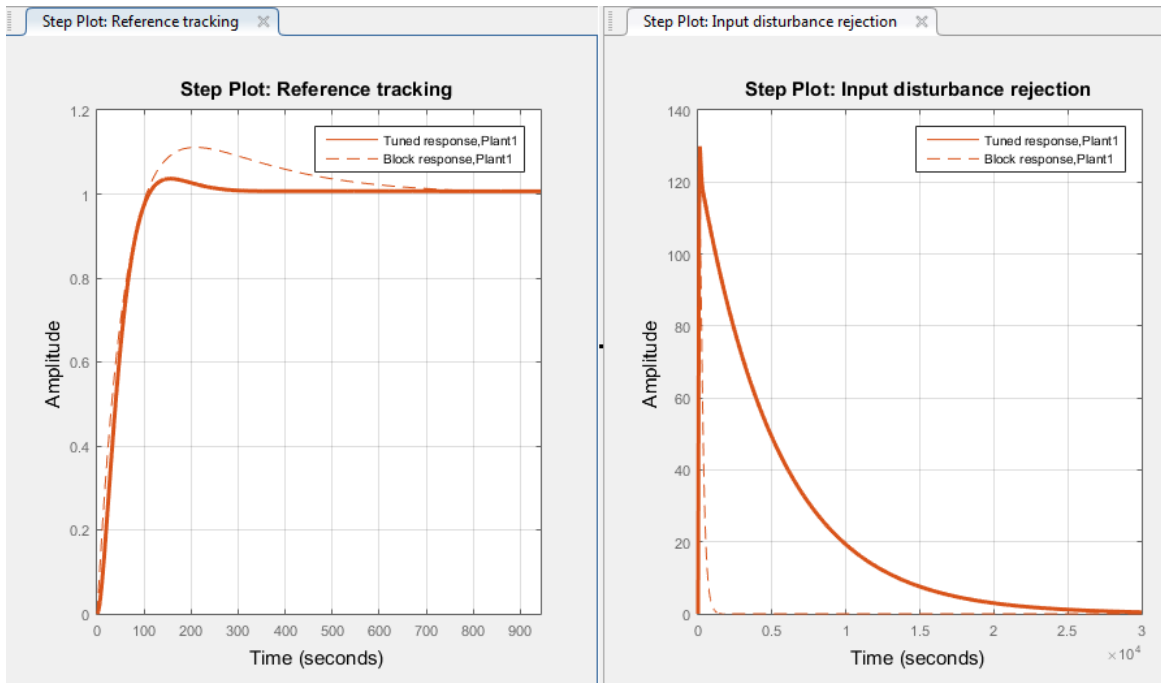 Step Plot: Reference tracking
Step Plot: Input disturbance rejection
Step Plot: Reference tracking
1.2
1
0.8
0.6
0.4
0.2
0
Amplitude
Tuned response,Plant1
Block response,Plant1
0 100 200 300 400 500 600 700 800 900
Time (seconds)
Step Plot: Input disturbance rejection
140
120
100
80
60
40
20
0
Amplitude
Tuned response,Plant1
Block response,Plant1
0 0.5 1 1.5 2 2.5 3
×10⁴
Time (seconds)